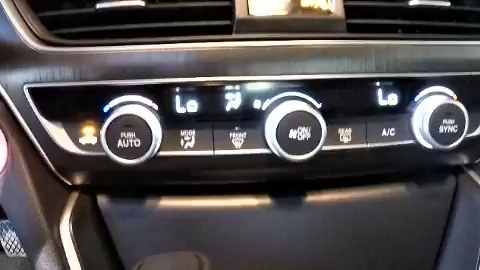 Lo
Lo
PUSH
AUTO
MODE
FRONT
ON/
OFF
REAR
A/C
PUSH
SYNC